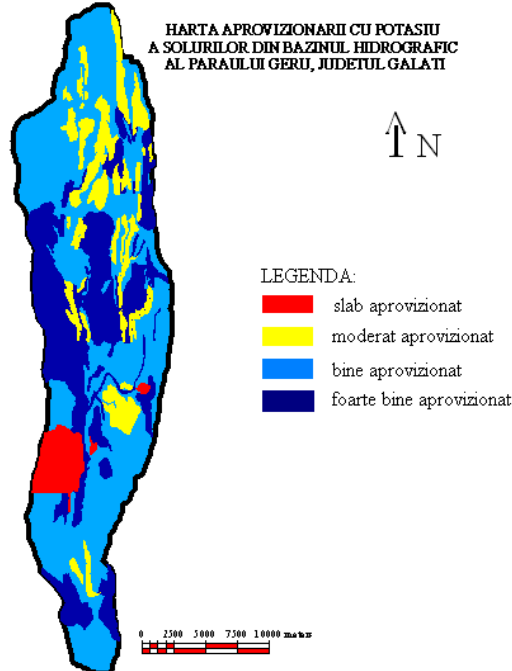 HARTA APROVIZIONARII CU POTASIU
A SOLURILOR DIN BAZINUL HIDROGRAFIC
AL PARAULUI GERU, JUDETUL GALATI
N
LEGENDA:
slab aprovizionat
moderat aprovizionat
bine aprovizionat
foarte bine aprovizionat
0 2500 5000 7500 10000 meters